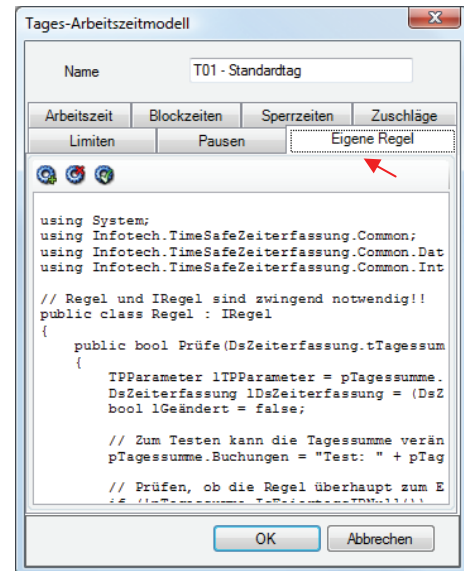 Tages-Arbeitszeitmodell
Name T01 - Standardtag
Arbeitszeit Blockzeiten Sperrzeiten Zuschläge
Limiten Pausen Eigene Regel
using System;
using Infotech.TimeSafeZeiterfassung.Common;
using Infotech.TimeSafeZeiterfassung.Common.Dat
using Infotech.TimeSafeZeiterfassung.Common.Int
// Regel und IRegel sind zwingend notwendig!!
public class Regel : IRegel
{
public bool Prüfe(DsZeiterfassung.tTagessum
{
TPParameter lTPParameter = pTagessumme.
DsZeiterfassung lDsZeiterfassung = (DsZ
bool lGeändert = false;
// Zum Testen kann die Tagessumme verän
pTagessumme.Buchungen = "Test: " + pTag
// Prüfen, ob die Regel überhaupt zum E
OK Abbrechen